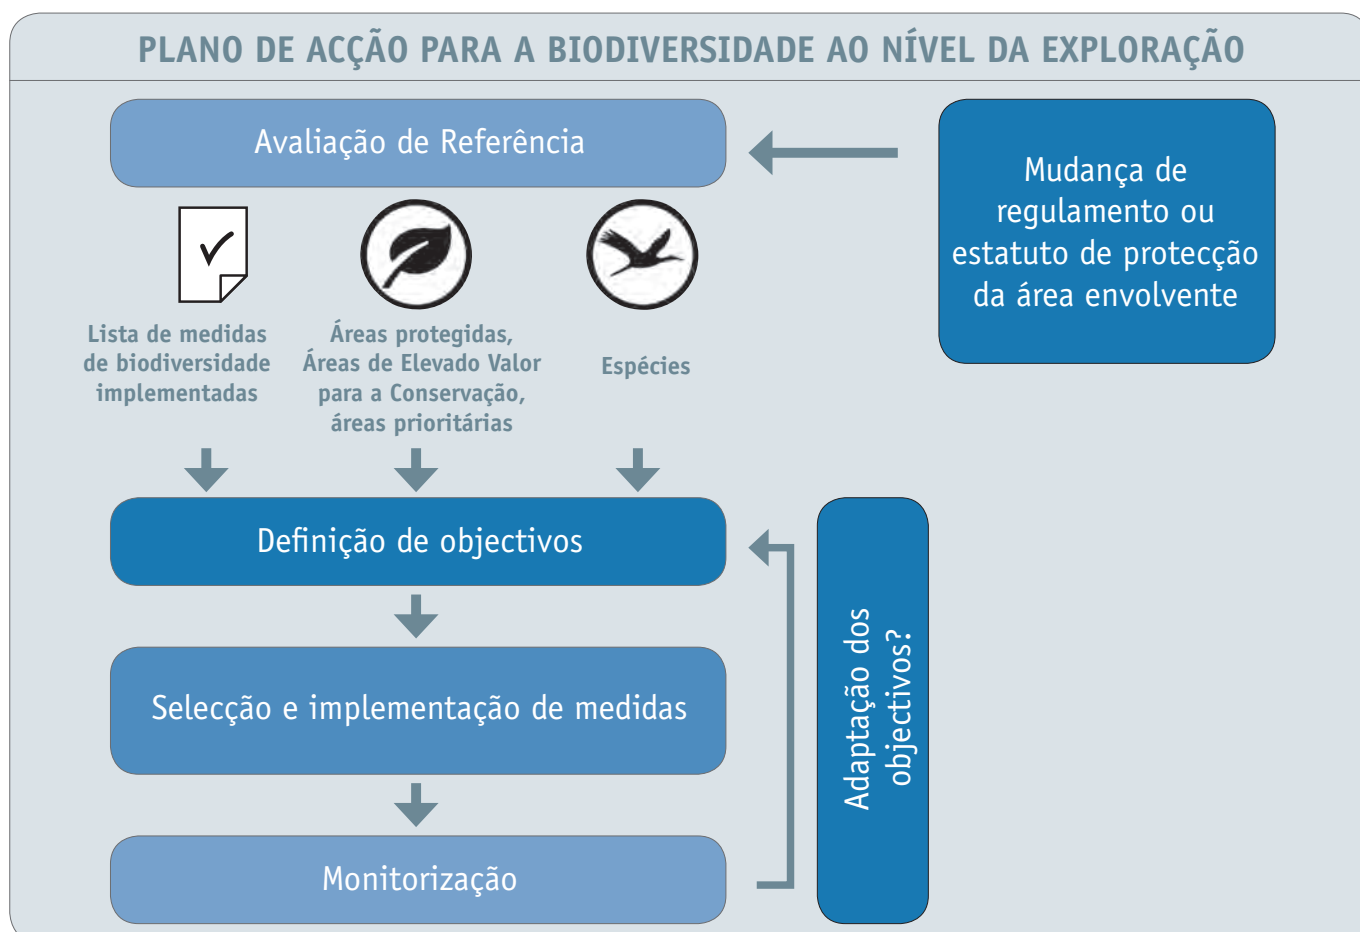 PLANO DE ACÇÃO PARA A BIODIVERSIDADE AO NÍVEL DA EXPLORAÇÃO
Avaliação de Referência
Mudança de
regulamento ou
estatuto de protecção
da área envolvente
Lista de medidas
de biodiversidade
implementadas
Áreas protegidas,
Áreas de Elevado Valor
para a Conservação,
áreas prioritárias
Espécies
Definição de objectivos
Selecção e implementação de medidas
Monitorização
Adaptação dos
objectivos?